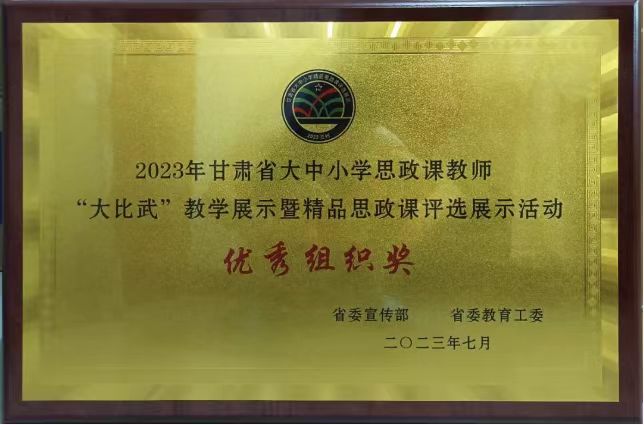 2023年甘肃省大中小学思政课教师
“大比武”教学展示暨精品思政课评选展示活动
优秀组织奖
省委宣传部 省委教育工委
二〇二三年七月